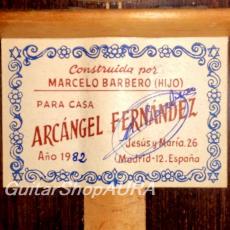 Construida por
MARCELO BARBERO (HIJO)
PARA CASA
ARCÁNGEL FERNÁNDEZ
Jesús y María. 26
Año 1982
Madrid-12. España
GuitarShopAURA